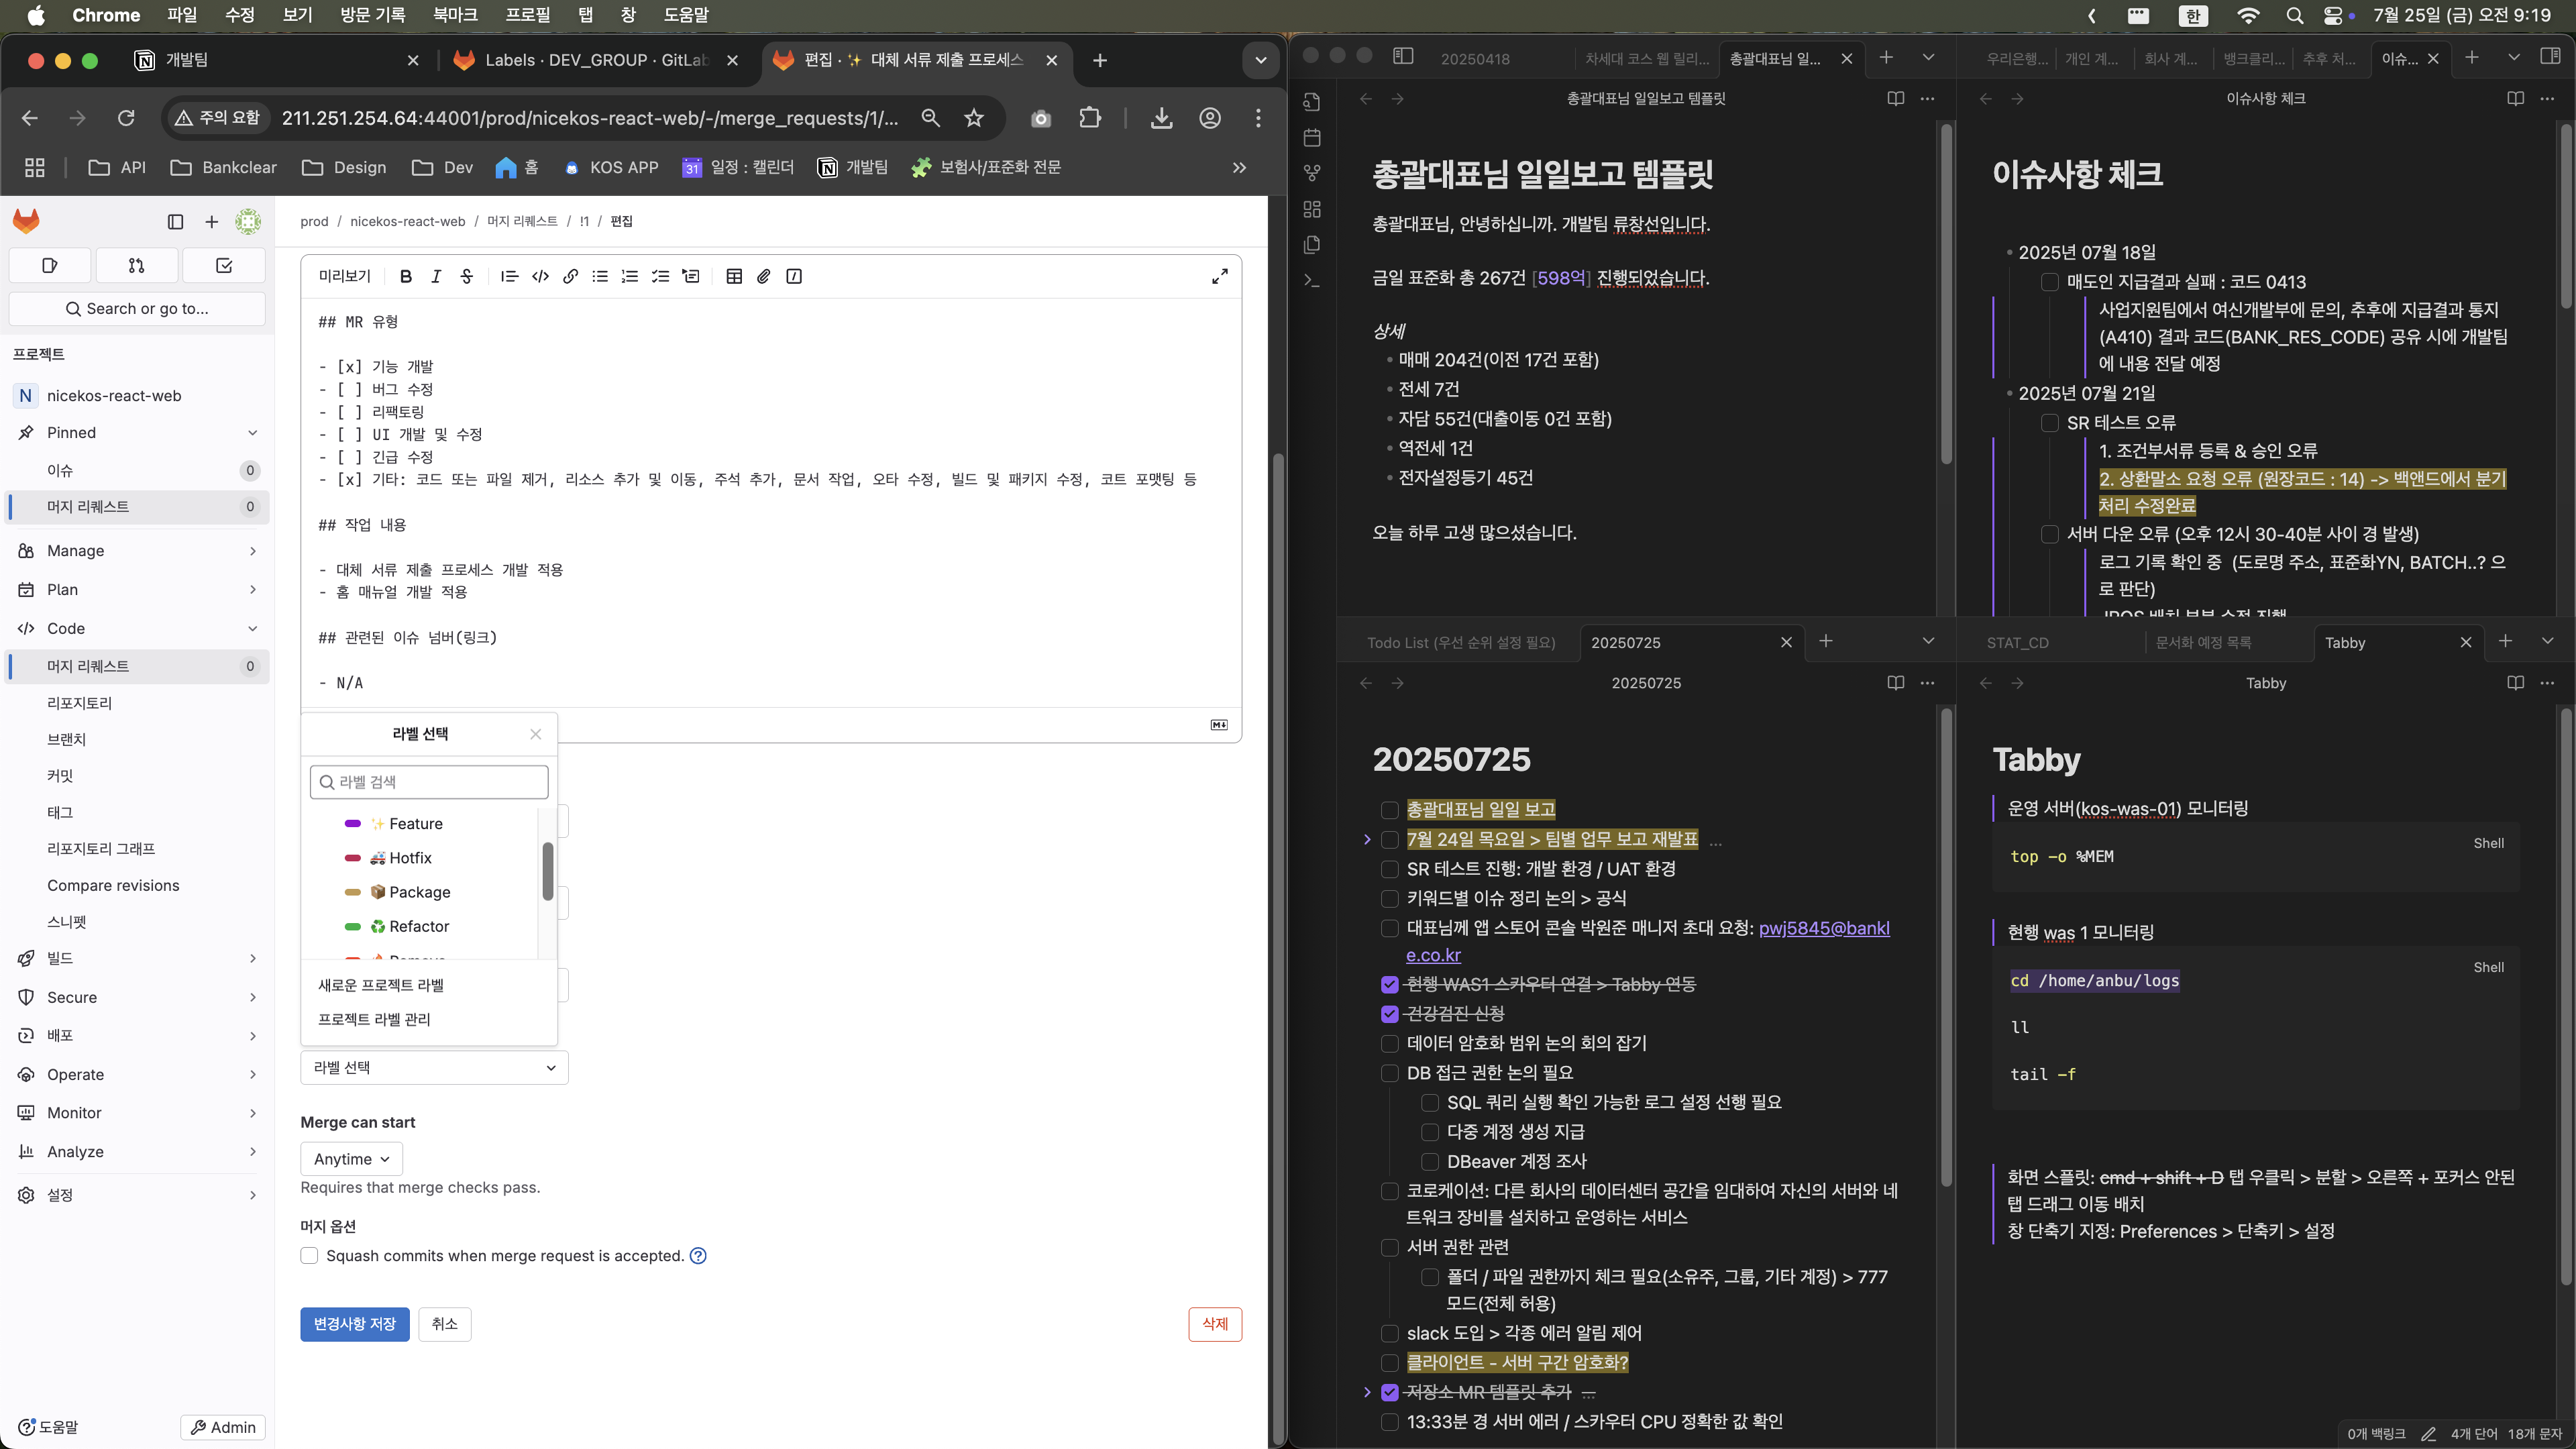 Chrome 파일 수정 보기 방문 기록 북마크 프로필 탭 창 도움말
한 7월 25일 (금) 오전 9:19
개발팀
Labels · DEV_GROUP · GitLab
편집 · ✨ 대체 서류 제출 프로세스
주의 요함 211.251.254.64:44001/prod/nicekos-react-web/-/merge_requests/1/...
API Bankclear Design Dev 홈 KOS APP 31 일정 : 캘린더 개발팀 보험사/표준화 전문
Search or go to...
프로젝트
N nicekos-react-web
Pinned
이슈 0
머지 리퀘스트 0
Manage
Plan
Code
머지 리퀘스트 0
리포지토리
브랜치
커밋
태그
리포지토리 그래프
Compare revisions
스니펫
빌드
Secure
배포
Operate
Monitor
Analyze
설정
도움말 Admin
prod / nicekos-react-web / 머지 리퀘스트 / !1 / 편집
미리보기
## MR 유형
- [x] 기능 개발
- [ ] 버그 수정
- [ ] 리팩토링
- [ ] UI 개발 및 수정
- [ ] 긴급 수정
- [x] 기타: 코드 또는 파일 제거, 리소스 추가 및 이동, 주석 추가, 문서 작업, 오타 수정, 빌드 및 패키지 수정, 코트 포맷팅 등
## 작업 내용
- 대체 서류 제출 프로세스 개발 적용
- 홈 매뉴얼 개발 적용
## 관련된 이슈 넘버(링크)
- N/A
라벨 선택
라벨 검색
✨ Feature
🚑 Hotfix
📦 Package
♻️ Refactor
🔥 Remove
새로운 프로젝트 라벨
프로젝트 라벨 관리
라벨 선택
Merge can start
Anytime
Requires that merge checks pass.
머지 옵션
Squash commits when merge request is accepted.
변경사항 저장 취소 삭제
20250418
차세대 코스 웹 릴리...
총괄대표님 일...
총괄대표님 일일보고 템플릿
총괄대표님 일일보고 템플릿
총괄대표님, 안녕하십니까. 개발팀 류창선입니다.
금일 표준화 총 267건 [598억] 진행되었습니다.
상세
• 매매 204건(이전 17건 포함)
• 전세 7건
• 자담 55건(대출이동 0건 포함)
• 역전세 1건
• 전자설정등기 45건
오늘 하루 고생 많으셨습니다.
우리은행... 개인 계... 회사 계... 뱅크클리... 추후 처... 이슈...
이슈사항 체크
이슈사항 체크
• 2025년 07월 18일
매도인 지급결과 실패 : 코드 0413
사업지원팀에서 여신개발부에 문의, 추후에 지급결과 통지
(A410) 결과 코드(BANK_RES_CODE) 공유 시에 개발팀
에 내용 전달 예정
• 2025년 07월 21일
SR 테스트 오류
1. 조건부서류 등록 & 승인 오류
2. 상환말소 요청 오류 (원장코드 : 14) -> 백앤드에서 분기
처리 수정완료
서버 다운 오류 (오후 12시 30-40분 사이 경 발생)
로그 기록 확인 중 (도로명 주소, 표준화YN, BATCH..? 으
로 판단)
IROS 배치 부분 수정 진행
Todo List (우선 순위 설정 필요)
20250725
20250725
20250725
총괄대표님 일일 보고
7월 24일 목요일 > 팀별 업무 보고 재발표 ...
SR 테스트 진행: 개발 환경 / UAT 환경
키워드별 이슈 정리 논의 > 공식
대표님께 앱 스토어 콘솔 박원준 매니저 초대 요청: pwj5845@bankl
e.co.kr
현행 WAS1 스카우터 연결 > Tabby 연동
건강검진 신청
데이터 암호화 범위 논의 회의 잡기
DB 접근 권한 논의 필요
SQL 쿼리 실행 확인 가능한 로그 설정 선행 필요
다중 계정 생성 지급
DBeaver 계정 조사
코로케이션: 다른 회사의 데이터센터 공간을 임대하여 자신의 서버와 네
트워크 장비를 설치하고 운영하는 서비스
서버 권한 관련
폴더 / 파일 권한까지 체크 필요(소유주, 그룹, 기타 계정) > 777
모드(전체 허용)
slack 도입 > 각종 에러 알림 제어
클라이언트 - 서버 구간 암호화?
저장소 MR 템플릿 추가 ...
13:33분 경 서버 에러 / 스카우터 CPU 정확한 값 확인
STAT_CD
문서화 예정 목록
Tabby
Tabby
Tabby
운영 서버(kos-was-01) 모니터링
Shell
top -o %MEM
현행 was 1 모니터링
Shell
cd /home/anbu/logs
ll
tail -f
화면 스플릿: cmd + shift + D 탭 우클릭 > 분할 > 오른쪽 + 포커스 안된
탭 드래그 이동 배치
창 단축기 지정: Preferences > 단축키 > 설정
0개 백링크 4개 단어 18개 문자